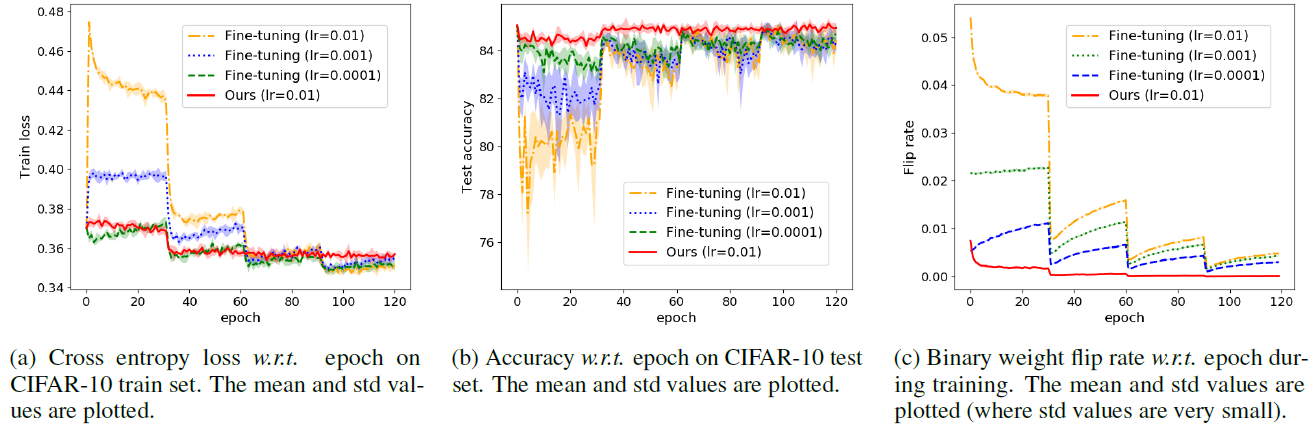 0.48
0.46
0.44
0.42
0.40
0.38
0.36
0.34
Train loss
0 20 40 60 80 100 120
epoch
Fine-tuning (lr=0.01)
Fine-tuning (lr=0.001)
Fine-tuning (lr=0.0001)
Ours (lr=0.01)
(a) Cross entropy loss w.r.t. epoch on
CIFAR-10 train set. The mean and std val-
ues are plotted.
84
82
80
78
76
Test accuracy
0 20 40 60 80 100 120
epoch
Fine-tuning (lr=0.01)
Fine-tuning (lr=0.001)
Fine-tuning (lr=0.0001)
Ours (lr=0.01)
(b) Accuracy w.r.t. epoch on CIFAR-10 test
set. The mean and std values are plotted.
0.05
0.04
0.03
0.02
0.01
0.00
Flip rate
0 20 40 60 80 100 120
epoch
Fine-tuning (lr=0.01)
Fine-tuning (lr=0.001)
Fine-tuning (lr=0.0001)
Ours (lr=0.01)
(c) Binary weight flip rate w.r.t. epoch dur-
ing training. The mean and std values are
plotted (where std values are very small).